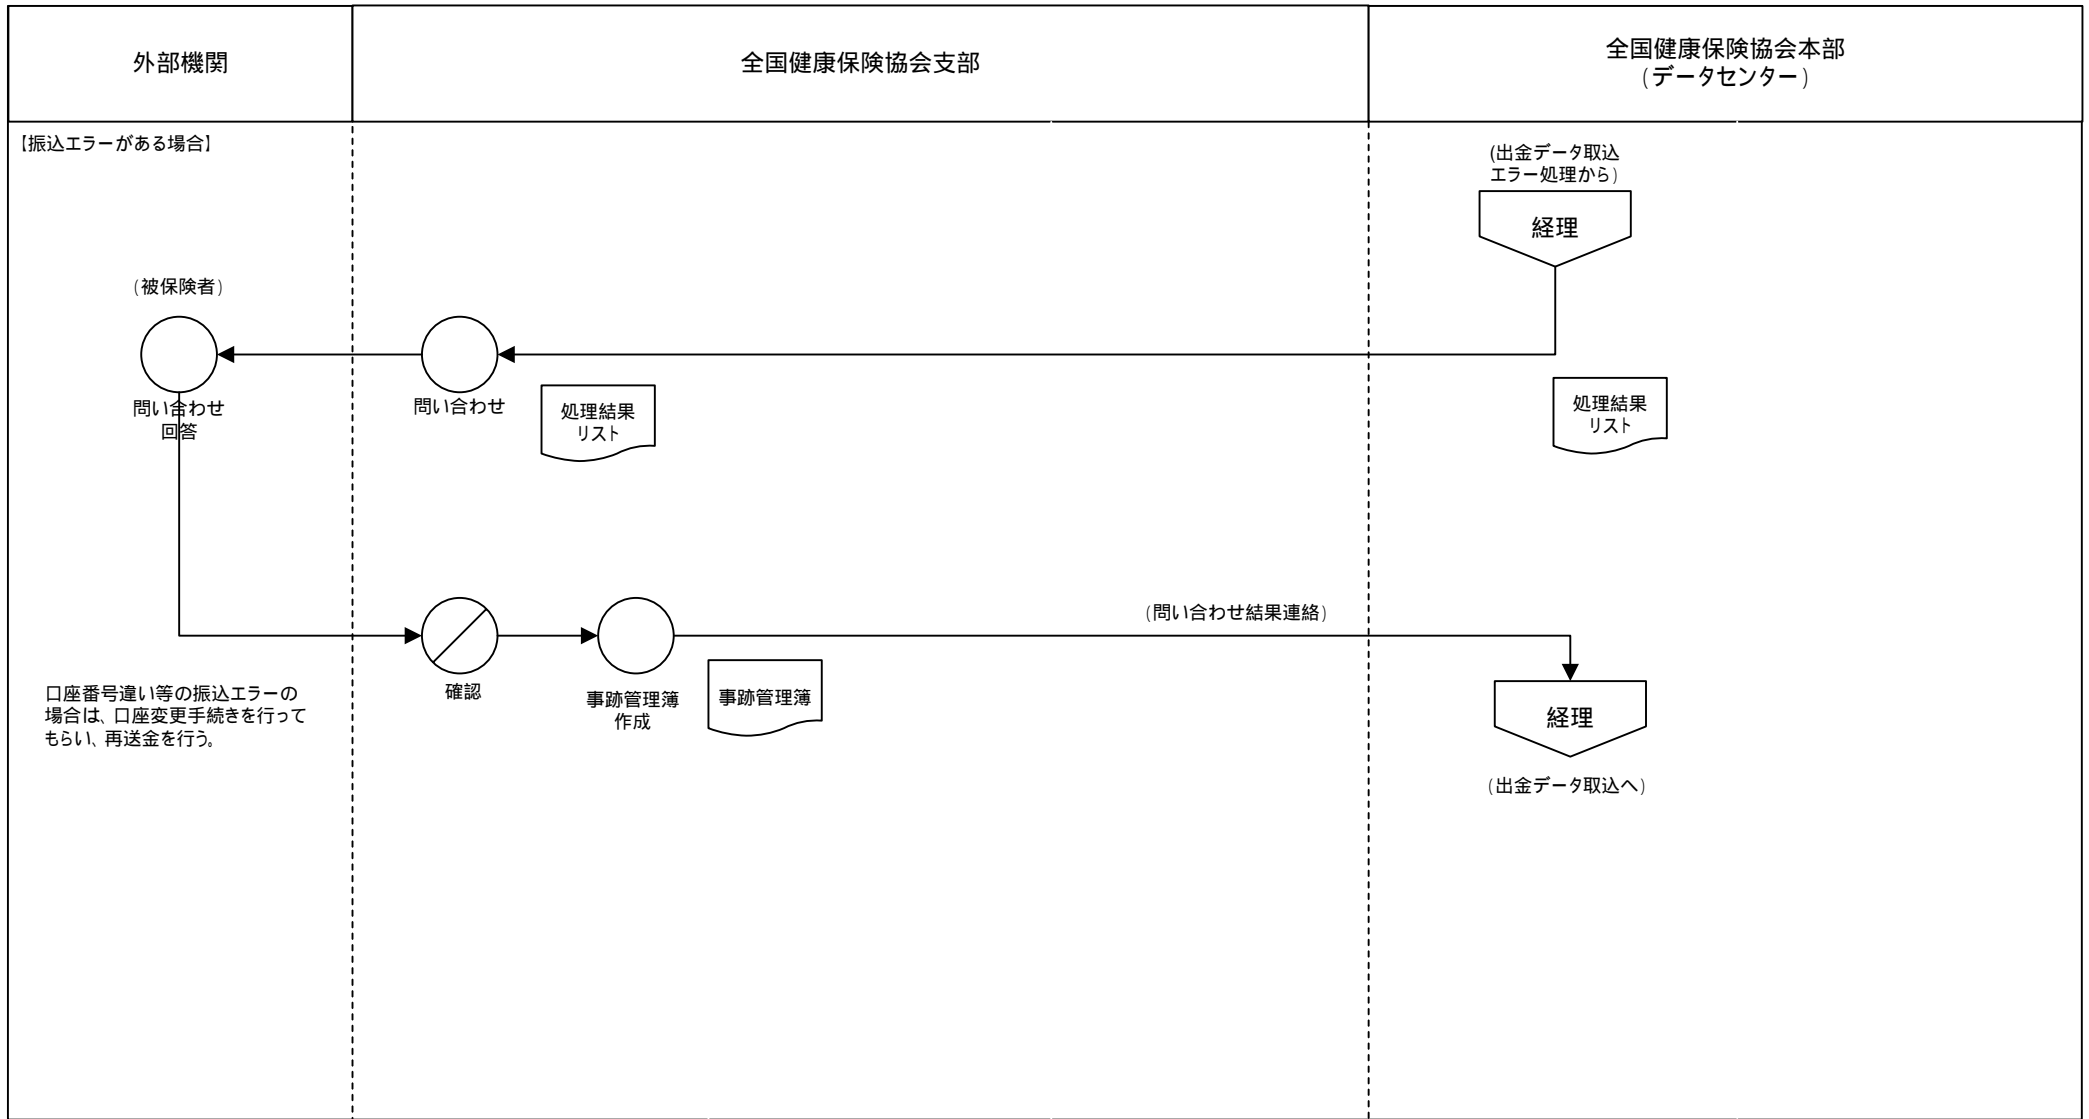 外部機関
全国健康保険協会支部
全国健康保険協会本部
(データセンター)
【振込エラーがある場合】
(出金データ取込
エラー処理から)
経理
(被保険者)
問い合わせ
回答
問い合わせ
処理結果
リスト
処理結果
リスト
(問い合わせ結果連絡)
確認
事跡管理簿
作成
事跡管理簿
経理
口座番号違い等の振込エラーの
場合は、口座変更手続きを行って
もらい、再送金を行う。
(出金データ取込へ)